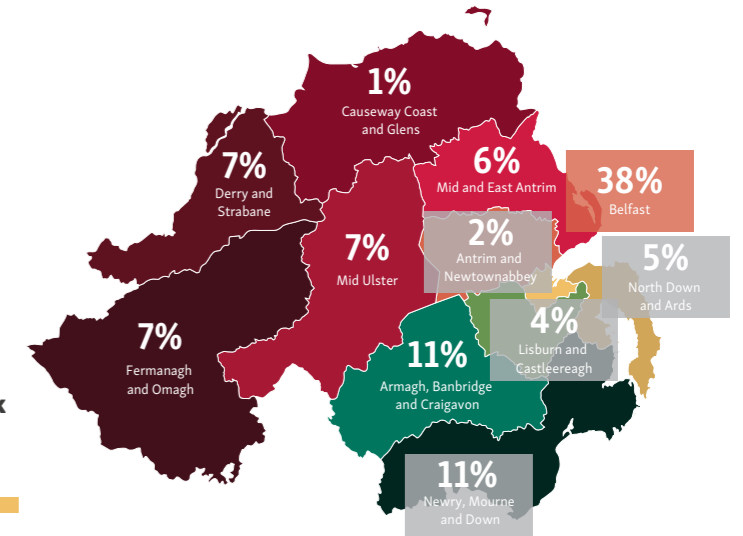 1%
Causeway Coast
and Glens
6%
Mid and East Antrim
7%
Derry and
Strabane
38%
Belfast
2%
Antrim and
Newtownabbey
7%
Mid Ulster
5%
North Down
and Ards
4%
Lisburn and
Castleereagh
7%
Fermanagh
and Omagh
11%
Armagh, Banbridge
and Craigavon
11%
Newry, Mourne
and Down